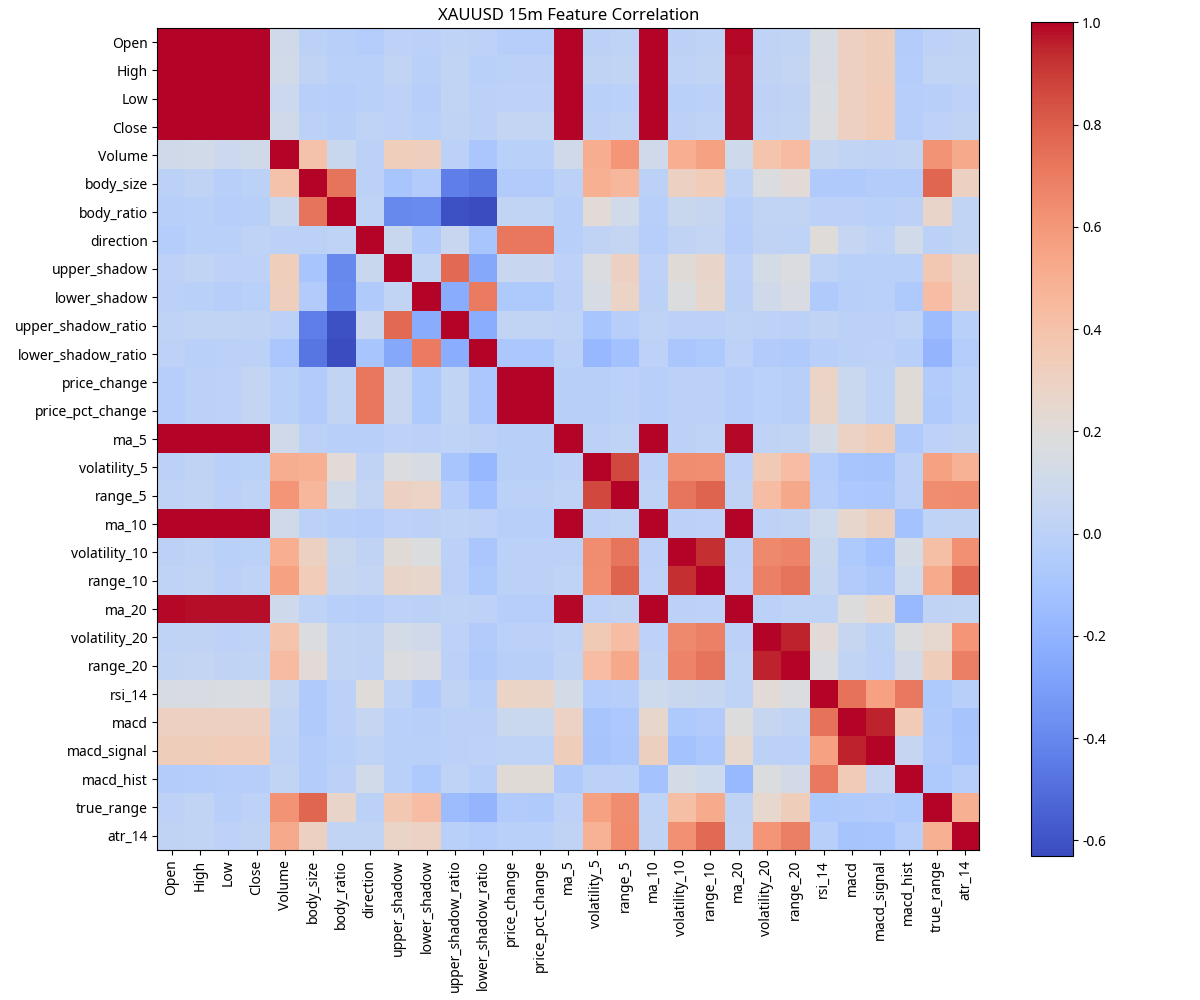 XAUUSD 15m Feature Correlation
Open
High
Low
Close
Volume
body_size
body_ratio
direction
upper_shadow
lower_shadow
upper_shadow_ratio
lower_shadow_ratio
price_change
price_pct_change
ma_5
volatility_5
range_5
ma_10
volatility_10
range_10
ma_20
volatility_20
range_20
rsi_14
macd
macd_signal
macd_hist
true_range
atr_14
Open
High
Low
Close
Volume
body_size
body_ratio
direction
upper_shadow
lower_shadow
upper_shadow_ratio
lower_shadow_ratio
price_change
price_pct_change
ma_5
volatility_5
range_5
ma_10
volatility_10
range_10
ma_20
volatility_20
range_20
rsi_14
macd
macd_signal
macd_hist
true_range
atr_14
1.0
0.8
0.6
0.4
0.2
0.0
-0.2
-0.4
-0.6